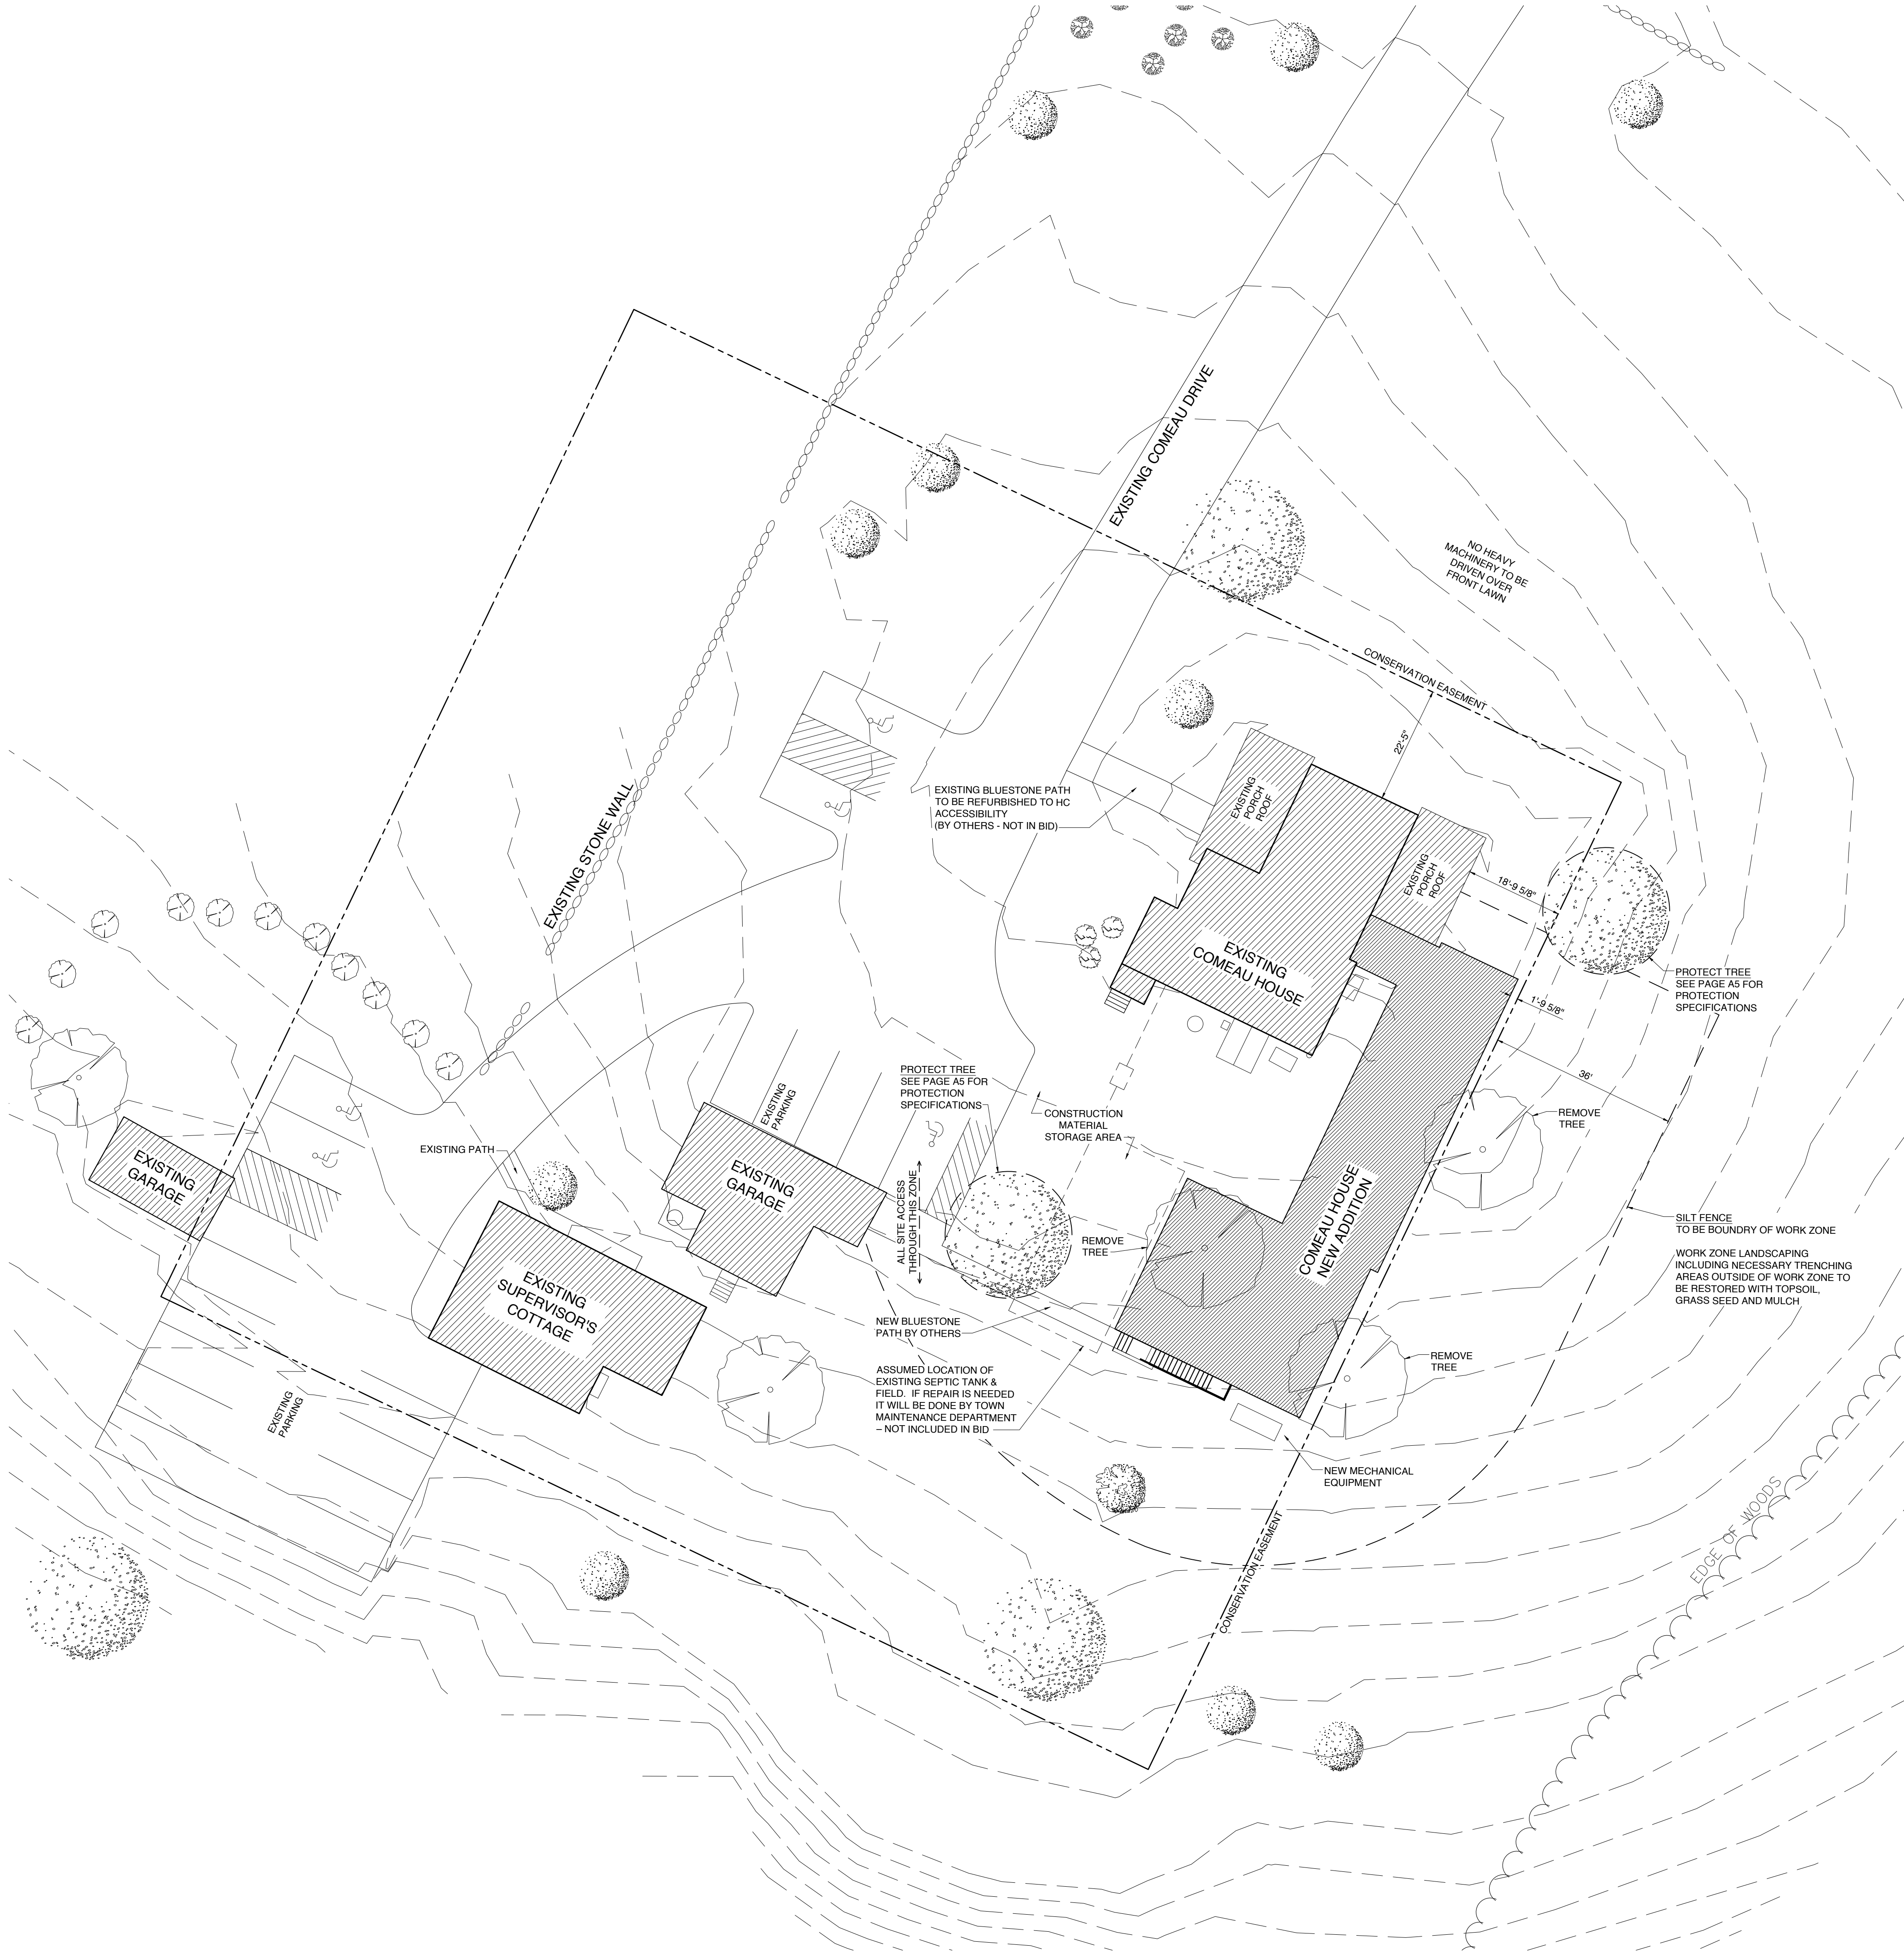 EXISTING COMEAU DRIVE
NO HEAVY
MACHINERY TO BE
DRIVEN OVER
FRONT LAWN
CONSERVATION EASEMENT
22'-5"
EXISTING STONE WALL
EXISTING BLUESTONE PATH
TO BE REFURBISHED TO HC
ACCESSIBILITY
(BY OTHERS - NOT IN BID)
EXISTING
PORCH
ROOF
EXISTING
PORCH
ROOF
18'-9 5/8"
EXISTING
COMEAU HOUSE
PROTECT TREE
SEE PAGE A5 FOR
PROTECTION
SPECIFICATIONS
1'-9 5/8"
36'
PROTECT TREE
SEE PAGE A5 FOR
PROTECTION
SPECIFICATIONS
EXISTING
PARKING
CONSTRUCTION
MATERIAL
STORAGE AREA
REMOVE
TREE
EXISTING PATH
EXISTING
GARAGE
EXISTING
GARAGE
ALL SITE ACCESS
THROUGH THIS ZONE
REMOVE
TREE
COMEAU HOUSE
NEW ADDITION
SILT FENCE
TO BE BOUNDRY OF WORK ZONE
WORK ZONE LANDSCAPING
INCLUDING NECESSARY TRENCHING
AREAS OUTSIDE OF WORK ZONE TO
BE RESTORED WITH TOPSOIL,
GRASS SEED AND MULCH
EXISTING
SUPERVISOR'S
COTTAGE
NEW BLUESTONE
PATH BY OTHERS
REMOVE
TREE
ASSUMED LOCATION OF
EXISTING SEPTIC TANK &
FIELD. IF REPAIR IS NEEDED
IT WILL BE DONE BY TOWN
MAINTENANCE DEPARTMENT
– NOT INCLUDED IN BID
EXISTING
PARKING
NEW MECHANICAL
EQUIPMENT
CONSERVATION EASEMENT
EDGE OF WOODS